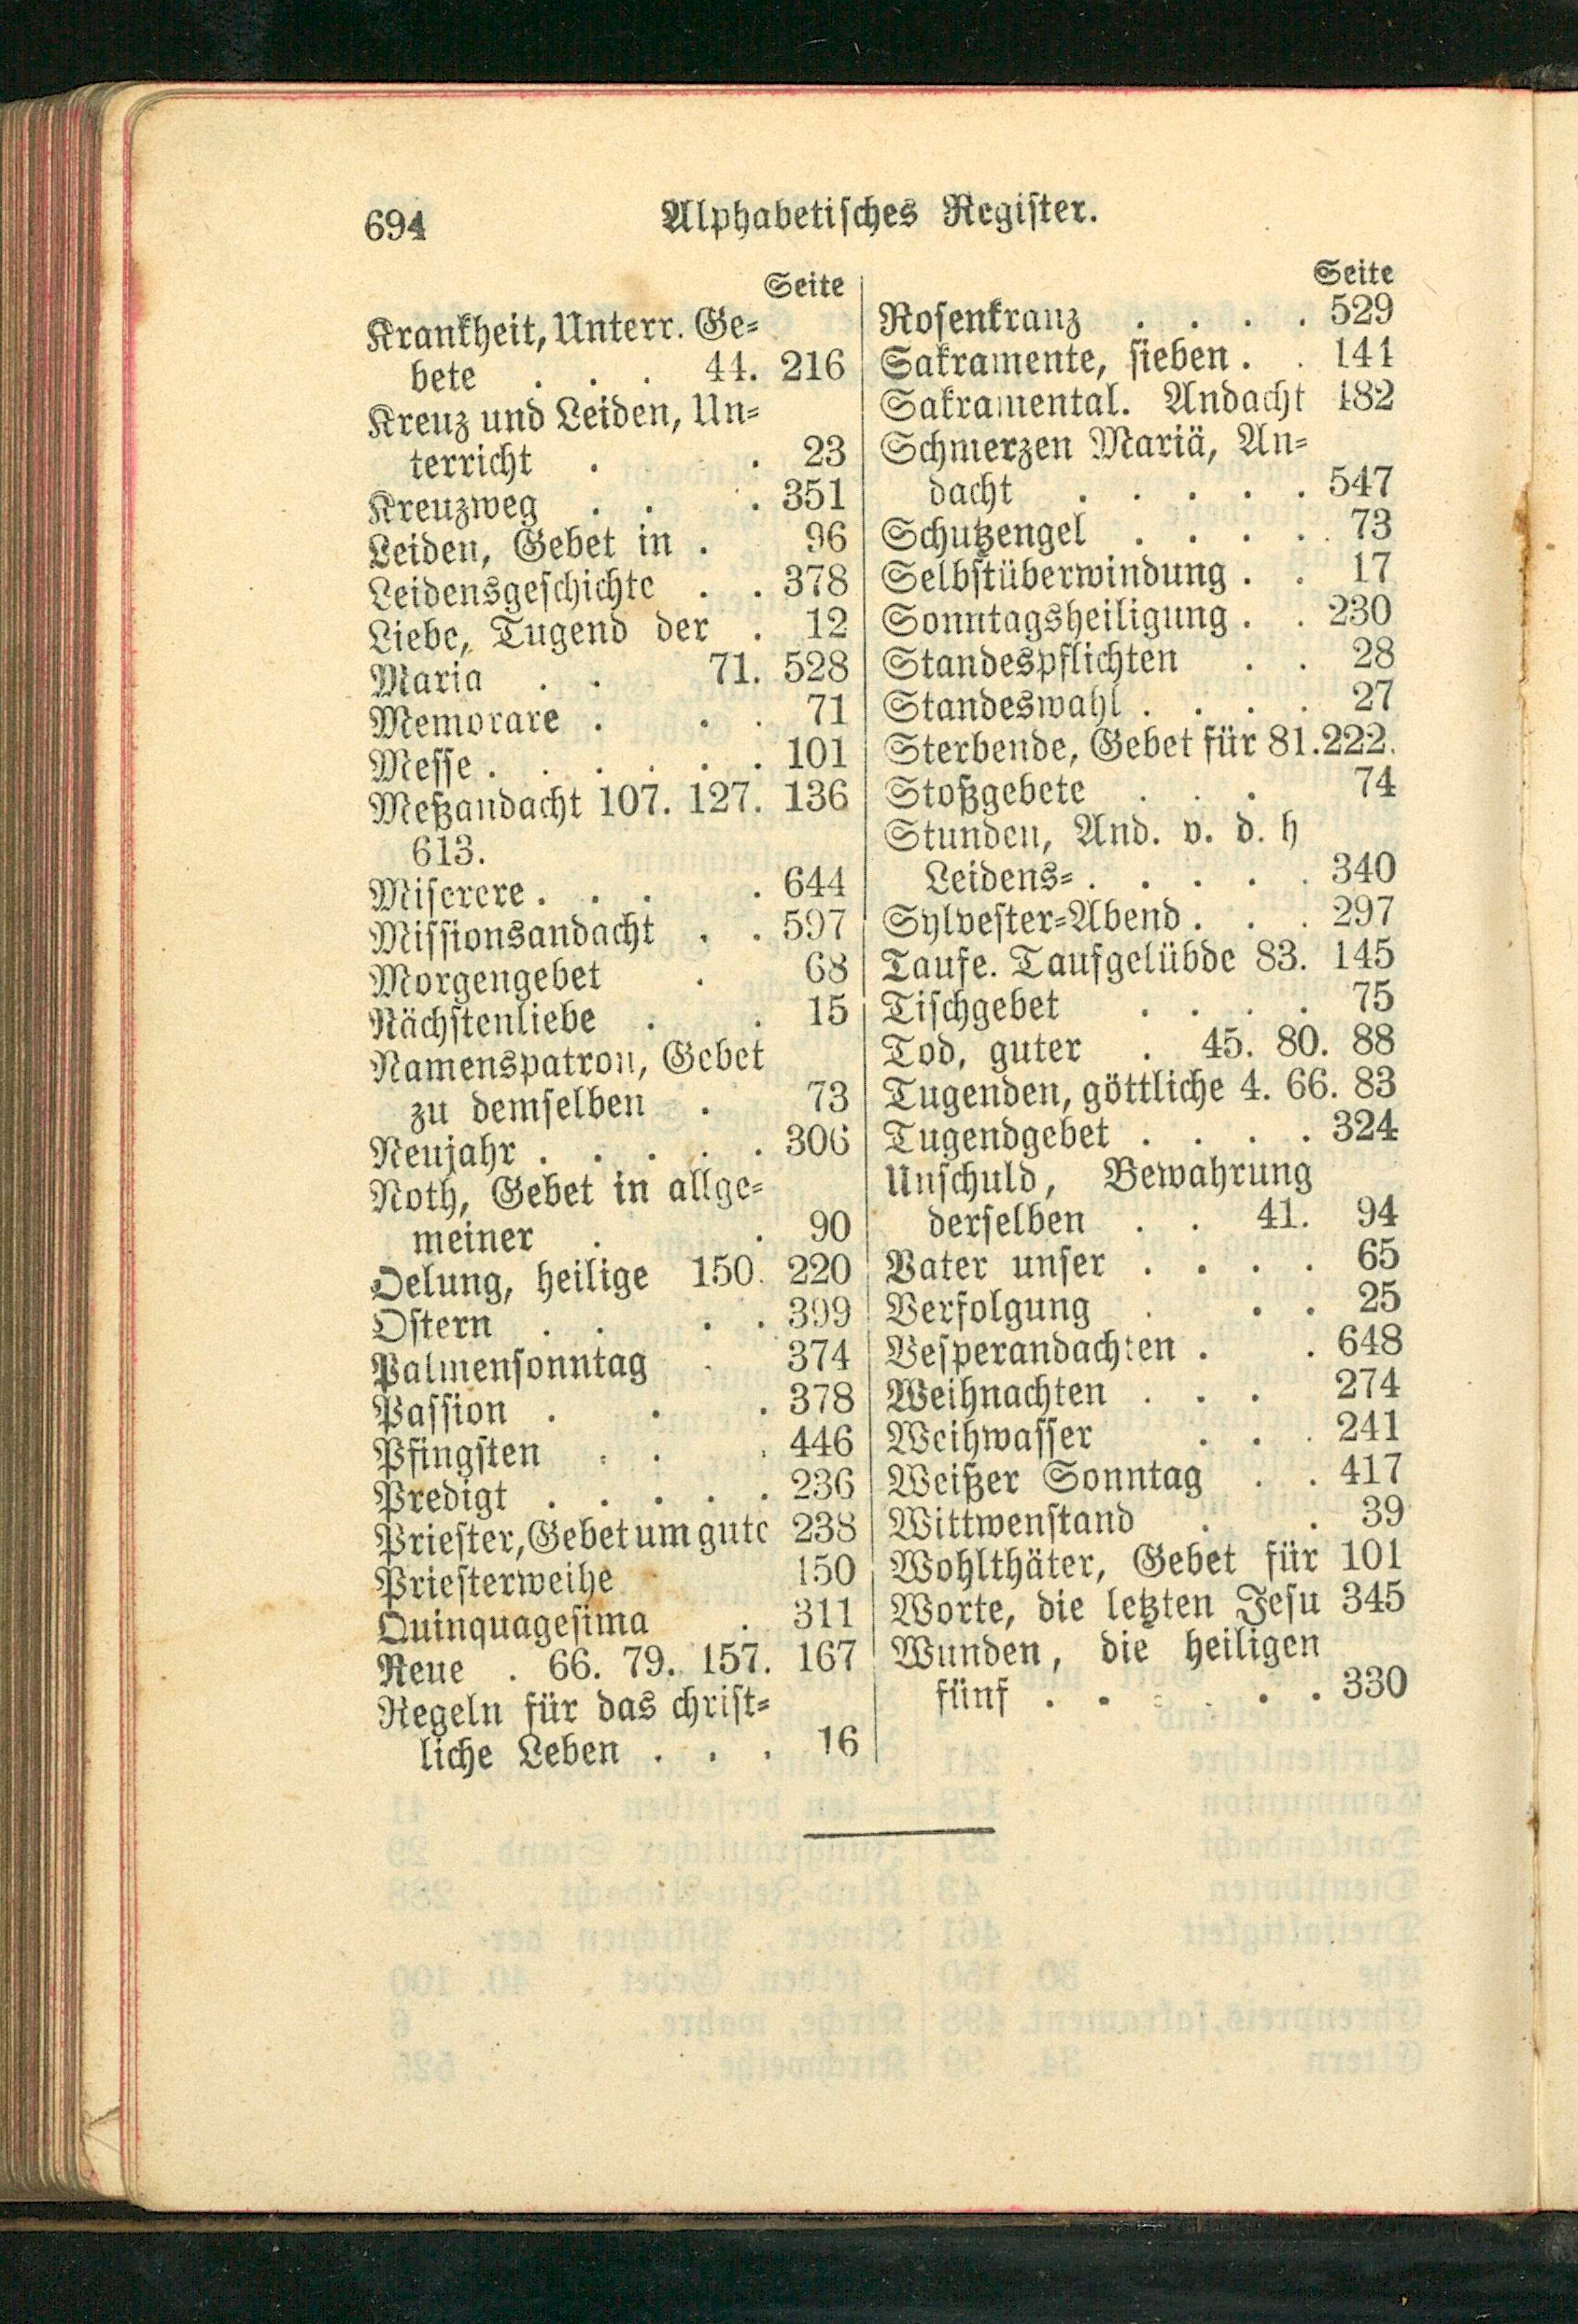 694
Alphabetisches Register.
Seite
Krankheit, Unterr. Ge-
bete . . . 44. 216
Kreuz und Leiden, Un-
terricht . . 23
Kreuzweg . . . 351
Leiden, Gebet in . 96
Leidensgeschichte . . 378
Liebe, Tugend der . 12
Maria . . 71. 528
Memorare . . . 71
Messe . . . . . . 101
Meßandacht 107. 127. 136
613.
Miserere . . . . 644
Missionsandacht . . 597
Morgengebet . 68
Nächstenliebe . . 15
Namenspatron, Gebet
zu demselben . 73
Neujahr . . . . . 306
Noth, Gebet in allge-
meiner . . 90
Oelung, heilige 150. 220
Ostern . . . . 399
Palmensonntag . 374
Passion . . . 378
Pfingsten . . . 446
Predigt . . . . . 236
Priester, Gebet um gute 238
Priesterweihe 150
Quinquagesima . 311
Reue . 66. 79. 157. 167
Regeln für das christ-
liche Leben . . . 16
Seite
Rosenkranz . . . . 529
Sakramente, sieben . . 141
Sakramental. Andacht 482
Schmerzen Mariä, An-
dacht . . . . . 547
Schutzengel . . . . . 73
Selbstüberwindung . . 17
Sonntagsheiligung . . 230
Standespflichten . . 28
Standeswahl . . . . 27
Sterbende, Gebet für 81. 222.
Stoßgebete . . . 74
Stunden, And. v. d. h
Leidens- . . . . . 340
Sylvester-Abend . . . 297
Taufe. Taufgelübde 83. 145
Tischgebet . . . . 75
Tod, guter . 45. 80. 88
Tugenden, göttliche 4. 66. 83
Tugendgebet . . . . 324
Unschuld, Bewahrung
derselben . . 41. 94
Vater unser . . . . 65
Verfolgung . . . 25
Vesperandachten . . 648
Weihnachten . . . 274
Weihwasser . . . 241
Weißer Sonntag . . 417
Wittwenstand . . 39
Wohlthäter, Gebet für 101
Worte, die letzten Jesu 345
Wunden, die heiligen
fünf . . . . . . 330